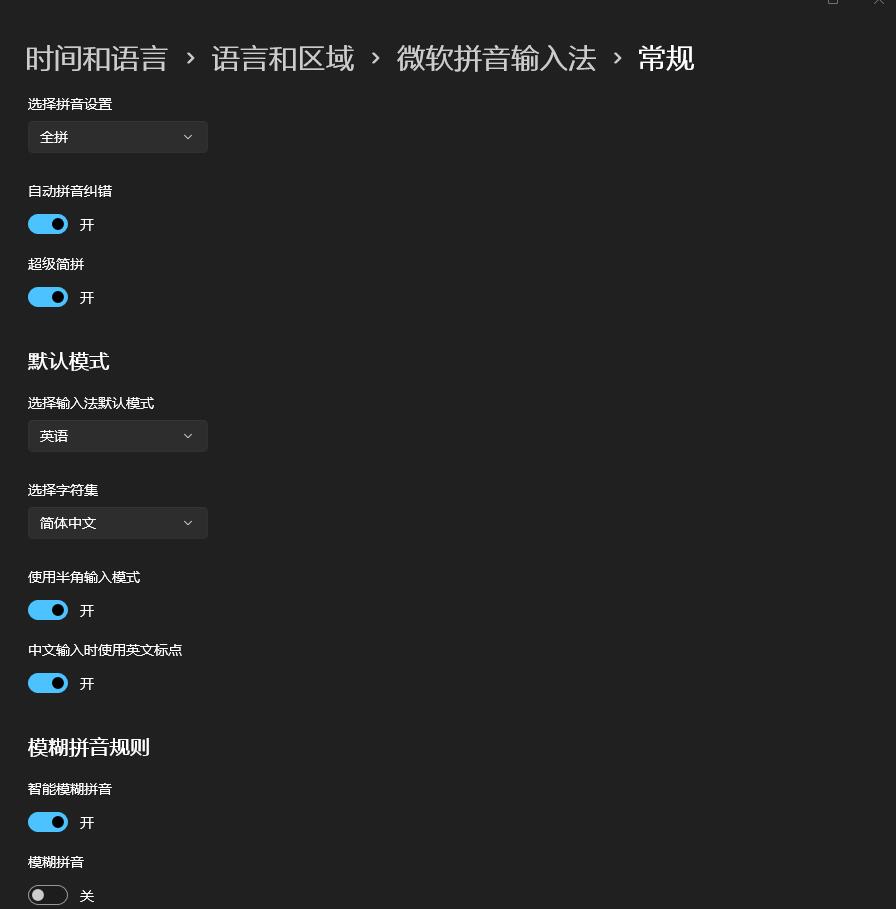 时间和语言 › 语言和区域 › 微软拼音输入法 › 常规
选择拼音设置
全拼
自动拼音纠错
开
超级简拼
开
默认模式
选择输入法默认模式
英语
选择字符集
简体中文
使用半角输入模式
开
中文输入时使用英文标点
开
模糊拼音规则
智能模糊拼音
开
模糊拼音
关